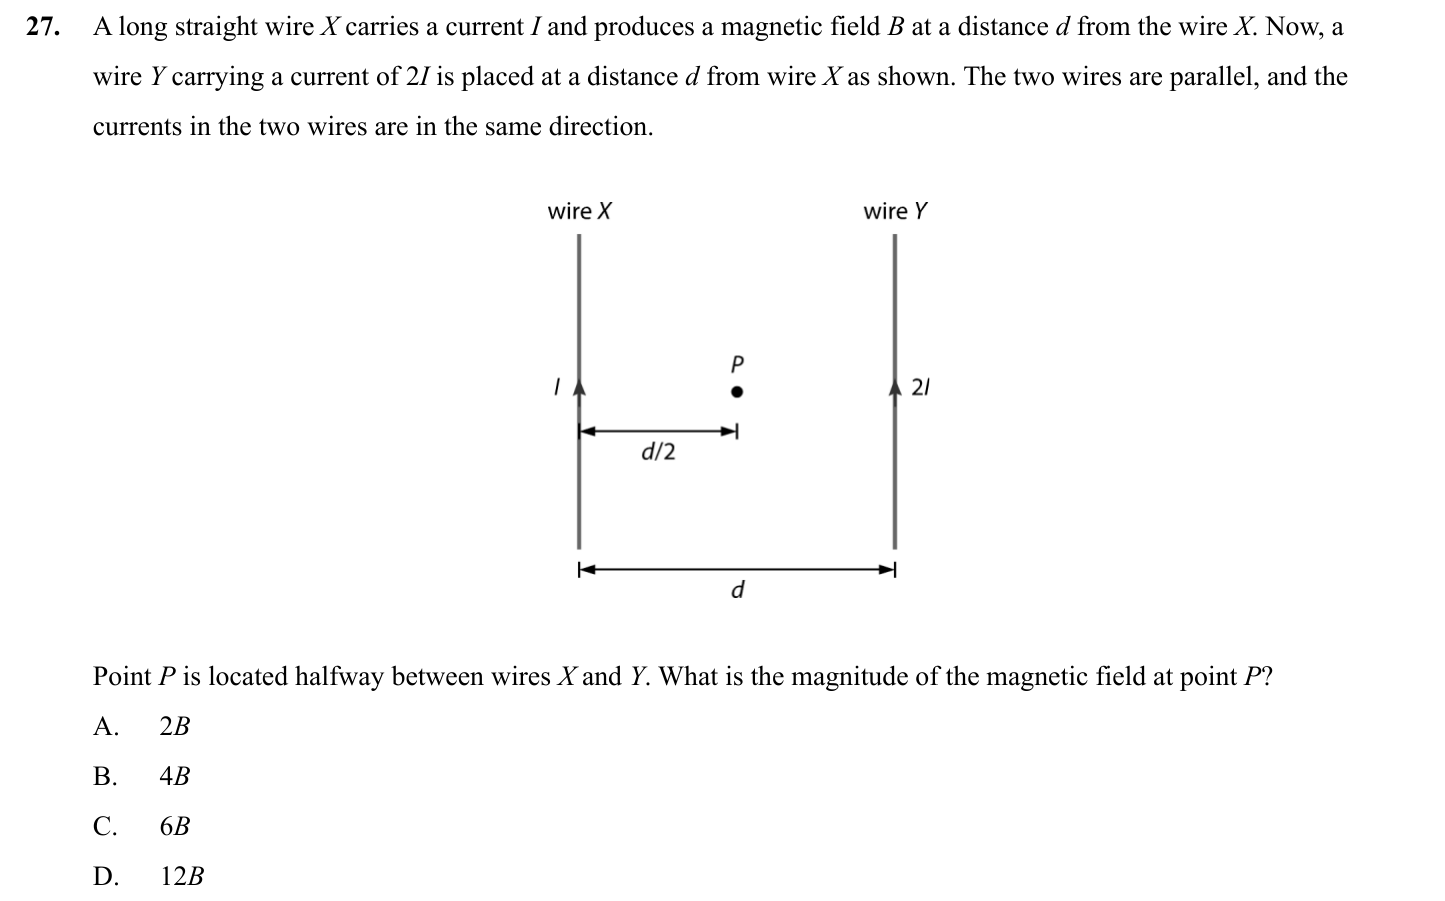 27. A long straight wire X carries a current I and produces a magnetic field B at a distance d from the wire X. Now, a
wire Y carrying a current of 2I is placed at a distance d from wire X as shown. The two wires are parallel, and the
currents in the two wires are in the same direction.
wire X wire Y
P
I 2I
d/2
d
Point P is located halfway between wires X and Y. What is the magnitude of the magnetic field at point P?
A. 2B
B. 4B
C. 6B
D. 12B